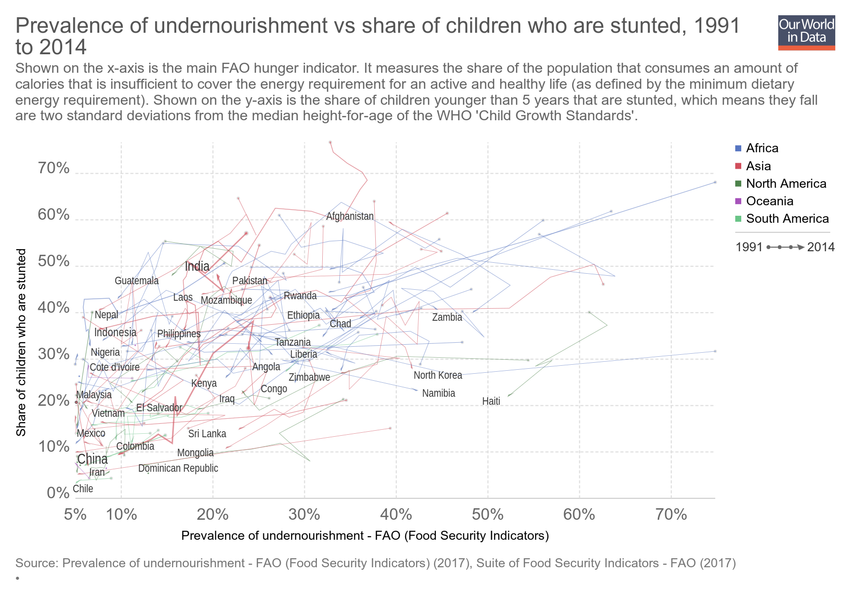 Prevalence of undernourishment vs share of children who are stunted, 1991
to 2014
Our World
in Data
Shown on the x-axis is the main FAO hunger indicator. It measures the share of the population that consumes an amount of
calories that is insufficient to cover the energy requirement for an active and healthy life (as defined by the minimum dietary
energy requirement). Shown on the y-axis is the share of children younger than 5 years that are stunted, which means they fall
are two standard deviations from the median height-for-age of the WHO 'Child Growth Standards'.
Africa
Asia
North America
Oceania
South America
1991 2014
Share of children who are stunted
70%
60%
50%
40%
30%
20%
10%
0%
Afghanistan
India
Guatemala
Pakistan
Laos
Mozambique
Rwanda
Nepal
Ethiopia
Chad
Zambia
Indonesia
Philippines
Tanzania
Nigeria
Liberia
Cote d'Ivoire
Angola
Zimbabwe
North Korea
Kenya
Congo
Malaysia
Iraq
Namibia
Haiti
El Salvador
Vietnam
Mexico
Sri Lanka
Colombia
Mongolia
China
Dominican Republic
Iran
Chile
5% 10% 20% 30% 40% 50% 60% 70%
Prevalence of undernourishment - FAO (Food Security Indicators)
Source: Prevalence of undernourishment - FAO (Food Security Indicators) (2017), Suite of Food Security Indicators - FAO (2017)
•